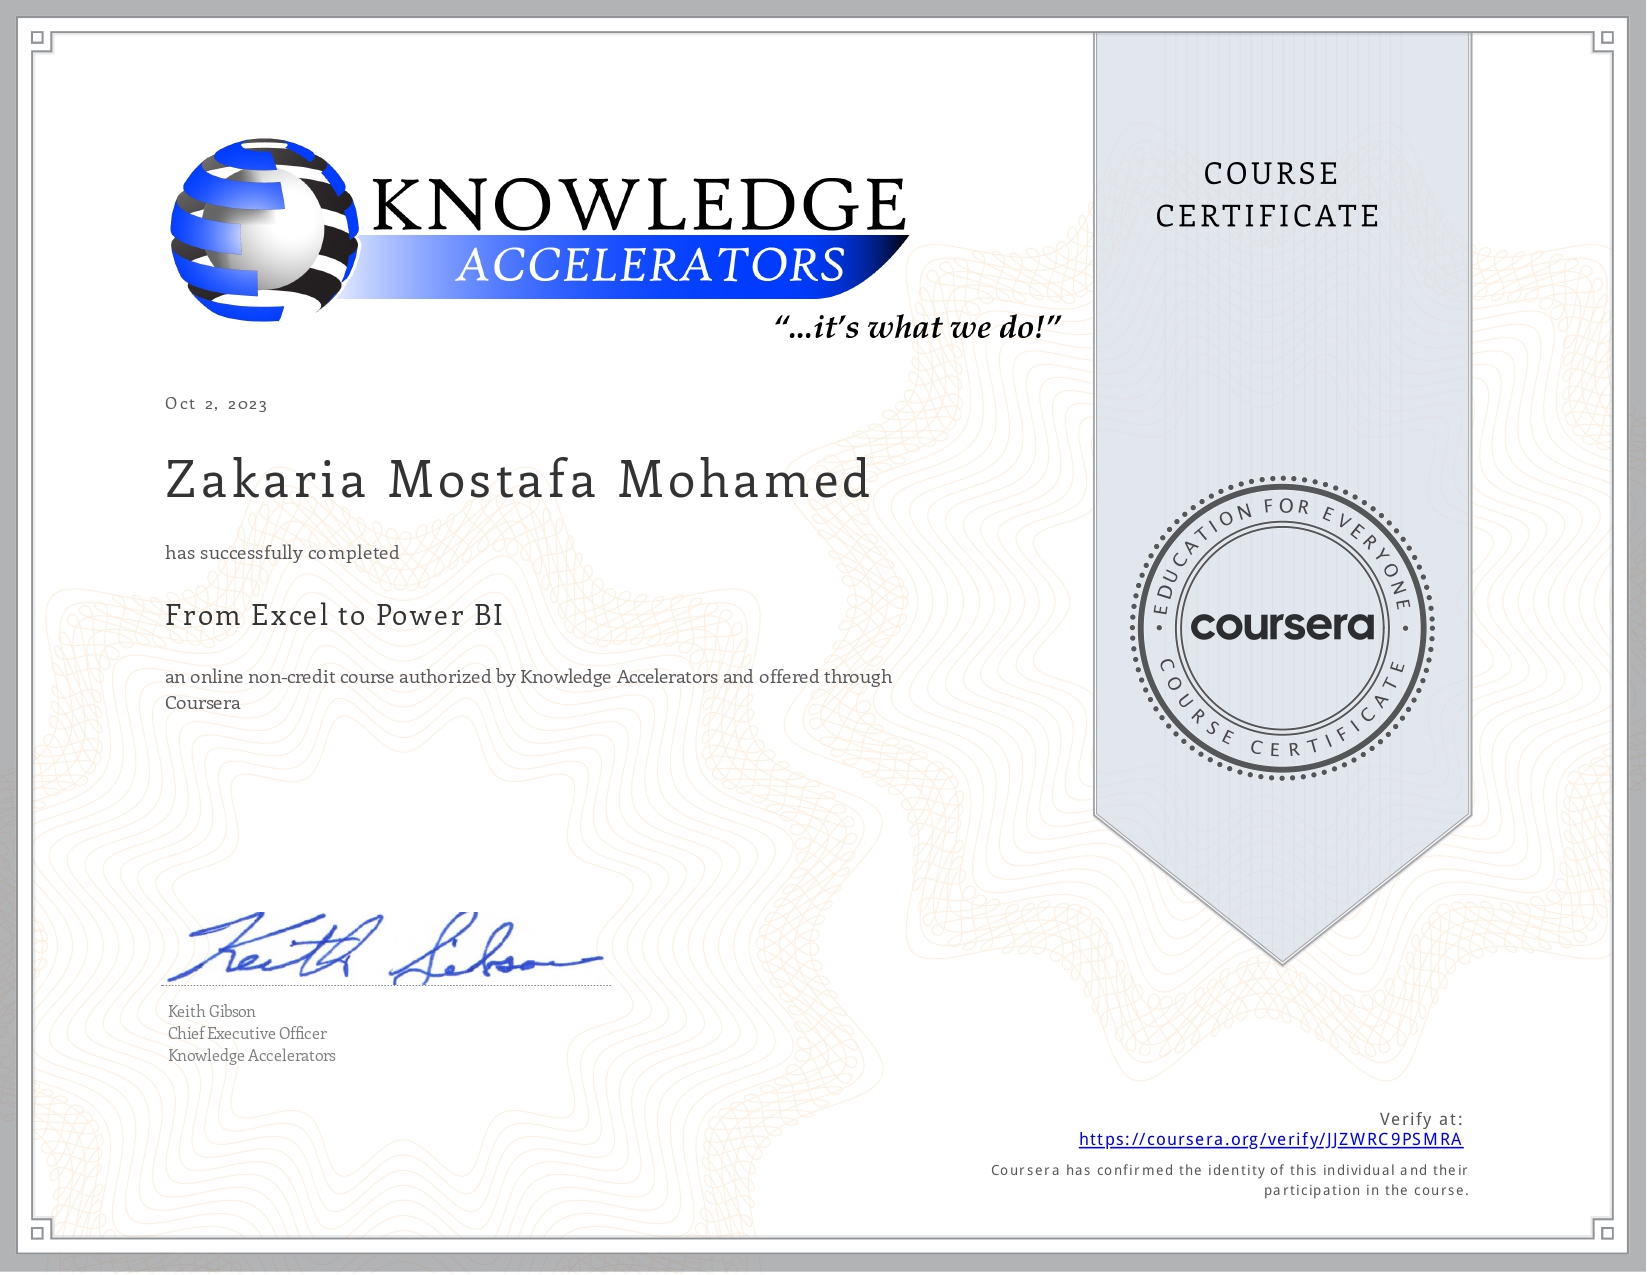 KNOWLEDGE
ACCELERATORS
“...it’s what we do!”
COURSE
CERTIFICATE
Oct 2, 2023
Zakaria Mostafa Mohamed
has successfully completed
From Excel to Power BI
an online non-credit course authorized by Knowledge Accelerators and offered through
Coursera
EDUCATION FOR EVERYONE
coursera
COURSE CERTIFICATE
Keith Gibson
Keith Gibson
Chief Executive Officer
Knowledge Accelerators
Verify at:
https://coursera.org/verify/JJZWRC9PSMRA
Coursera has confirmed the identity of this individual and their
participation in the course.